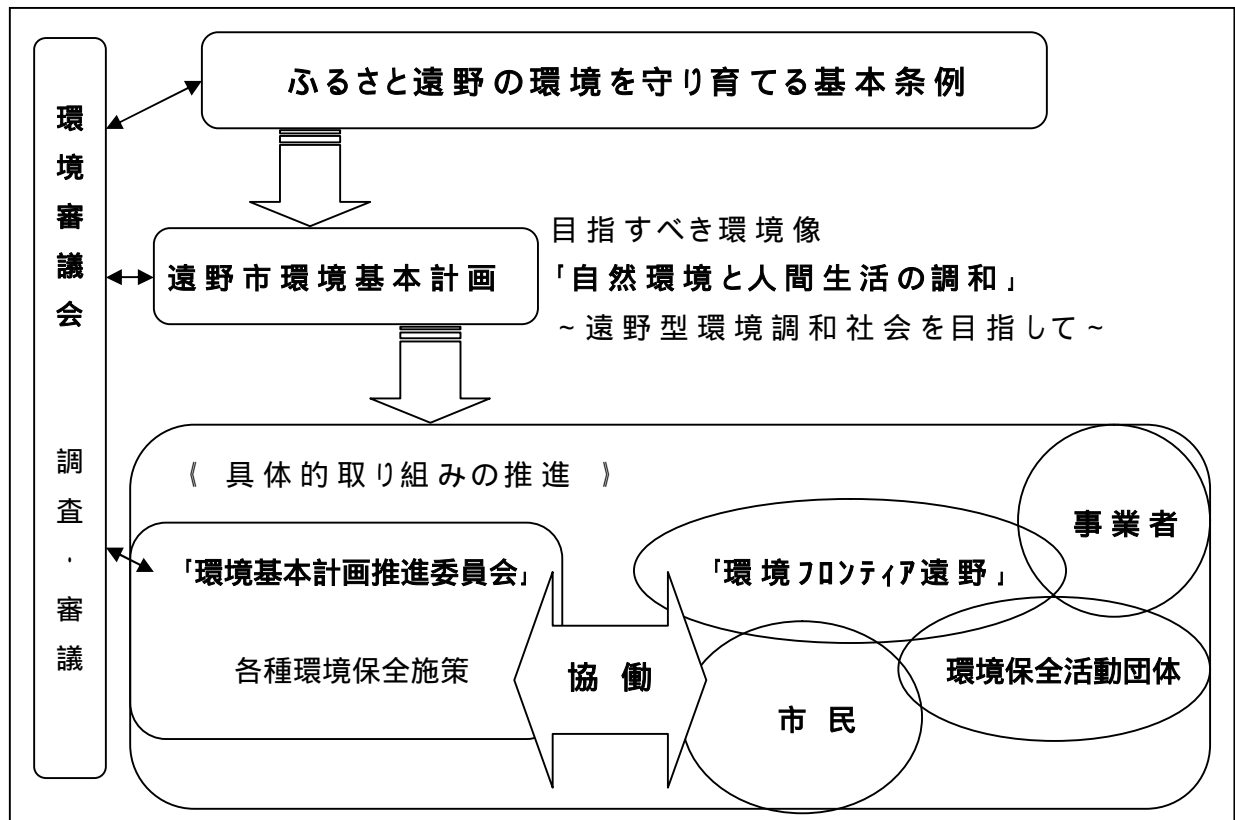 ふるさと遠野の環境を守り育てる基本条例
環境審議会 調査・審議
目指すべき環境像
遠野市環境基本計画
「自然環境と人間生活の調和」
~遠野型環境調和社会を目指して~
《 具体的取り組みの推進 》
事業者
「環境基本計画推進委員会」
「環境フロンティア遠野」
各種環境保全施策
協働
環境保全活動団体
市民